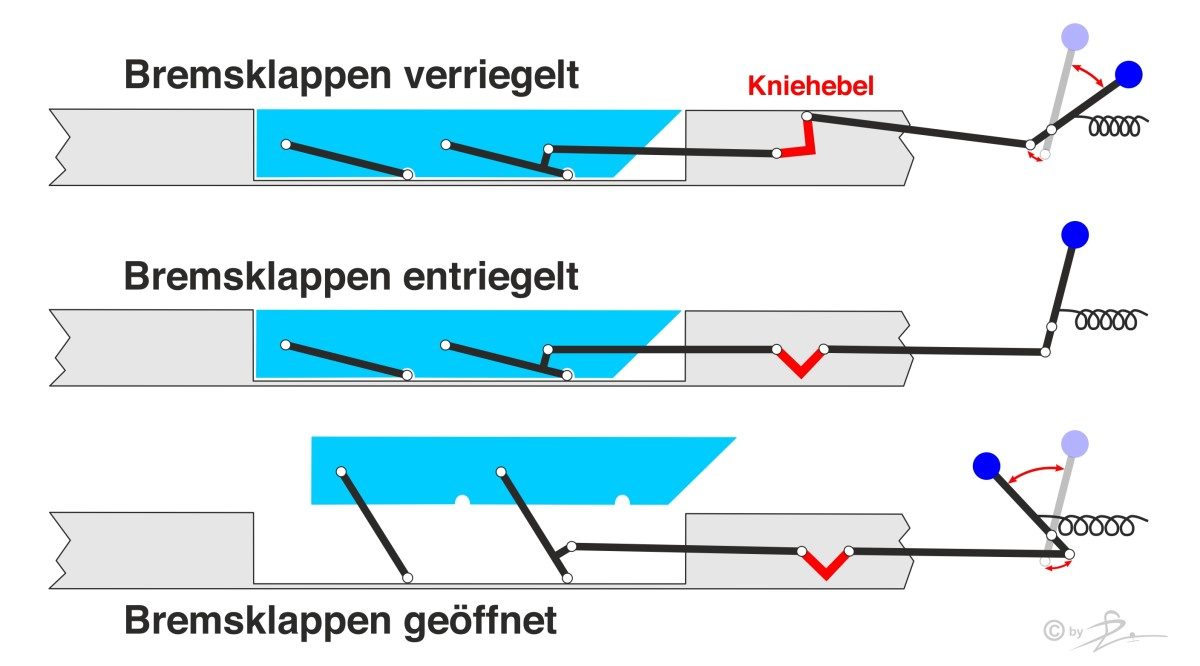 Bremsklappen verriegelt
Kniehebel
Bremsklappen entriegelt
Bremsklappen geöffnet
© by